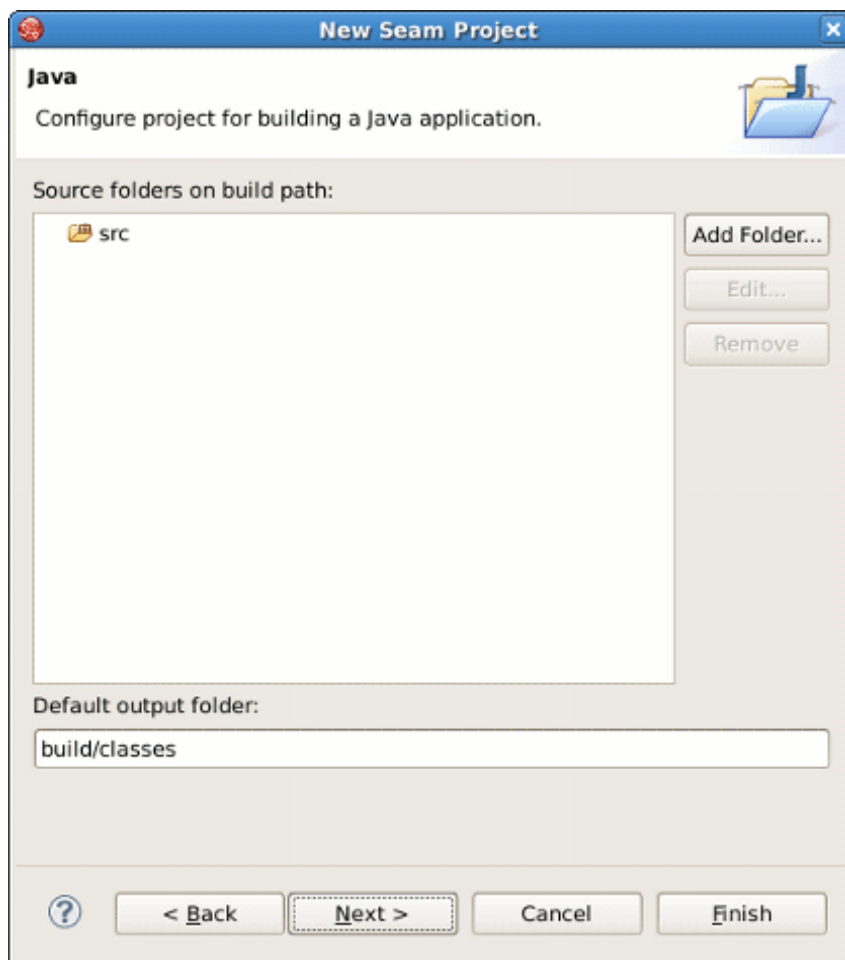 New Seam Project
Java
Configure project for building a Java application.
Source folders on build path:
src
Add Folder...
Edit...
Remove
Default output folder:
build/classes
< Back
Next >
Cancel
Finish